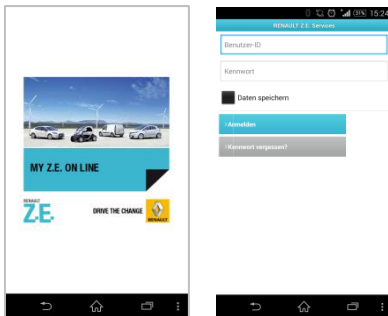 MY Z.E. ON LINE
RENAULT
Z.E.
DRIVE THE CHANGE
RENAULT
31% 15:24
RENAULT Z.E. Services
Benutzer-ID
Kennwort
Daten speichern
›Anmelden
›Kennwort vergessen?